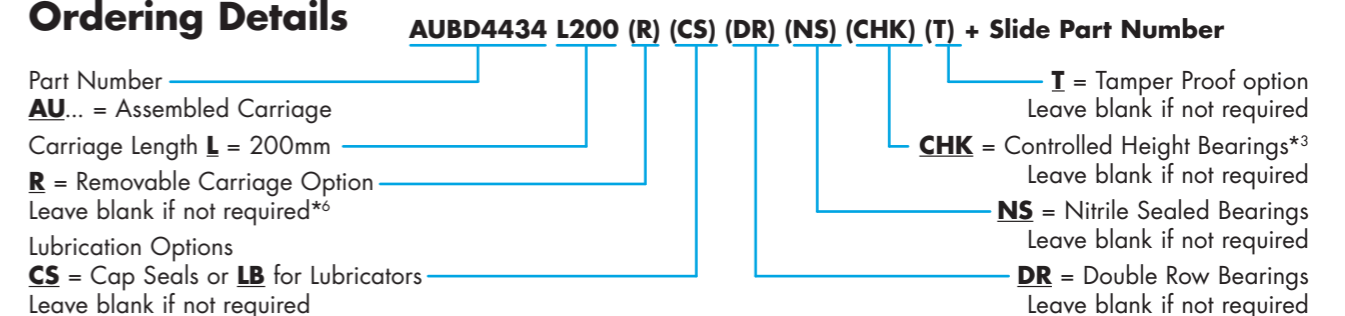 Ordering Details
AUBD4434 L200 (R) (CS) (DR) (NS) (CHK) (T) + Slide Part Number
Part Number
AU... = Assembled Carriage
Carriage Length L = 200mm
R = Removable Carriage Option
Leave blank if not required*6
Lubrication Options
CS = Cap Seals or LB for Lubricators
Leave blank if not required
T = Tamper Proof option
Leave blank if not required
CHK = Controlled Height Bearings*3
Leave blank if not required
NS = Nitrile Sealed Bearings
Leave blank if not required
DR = Double Row Bearings
Leave blank if not required